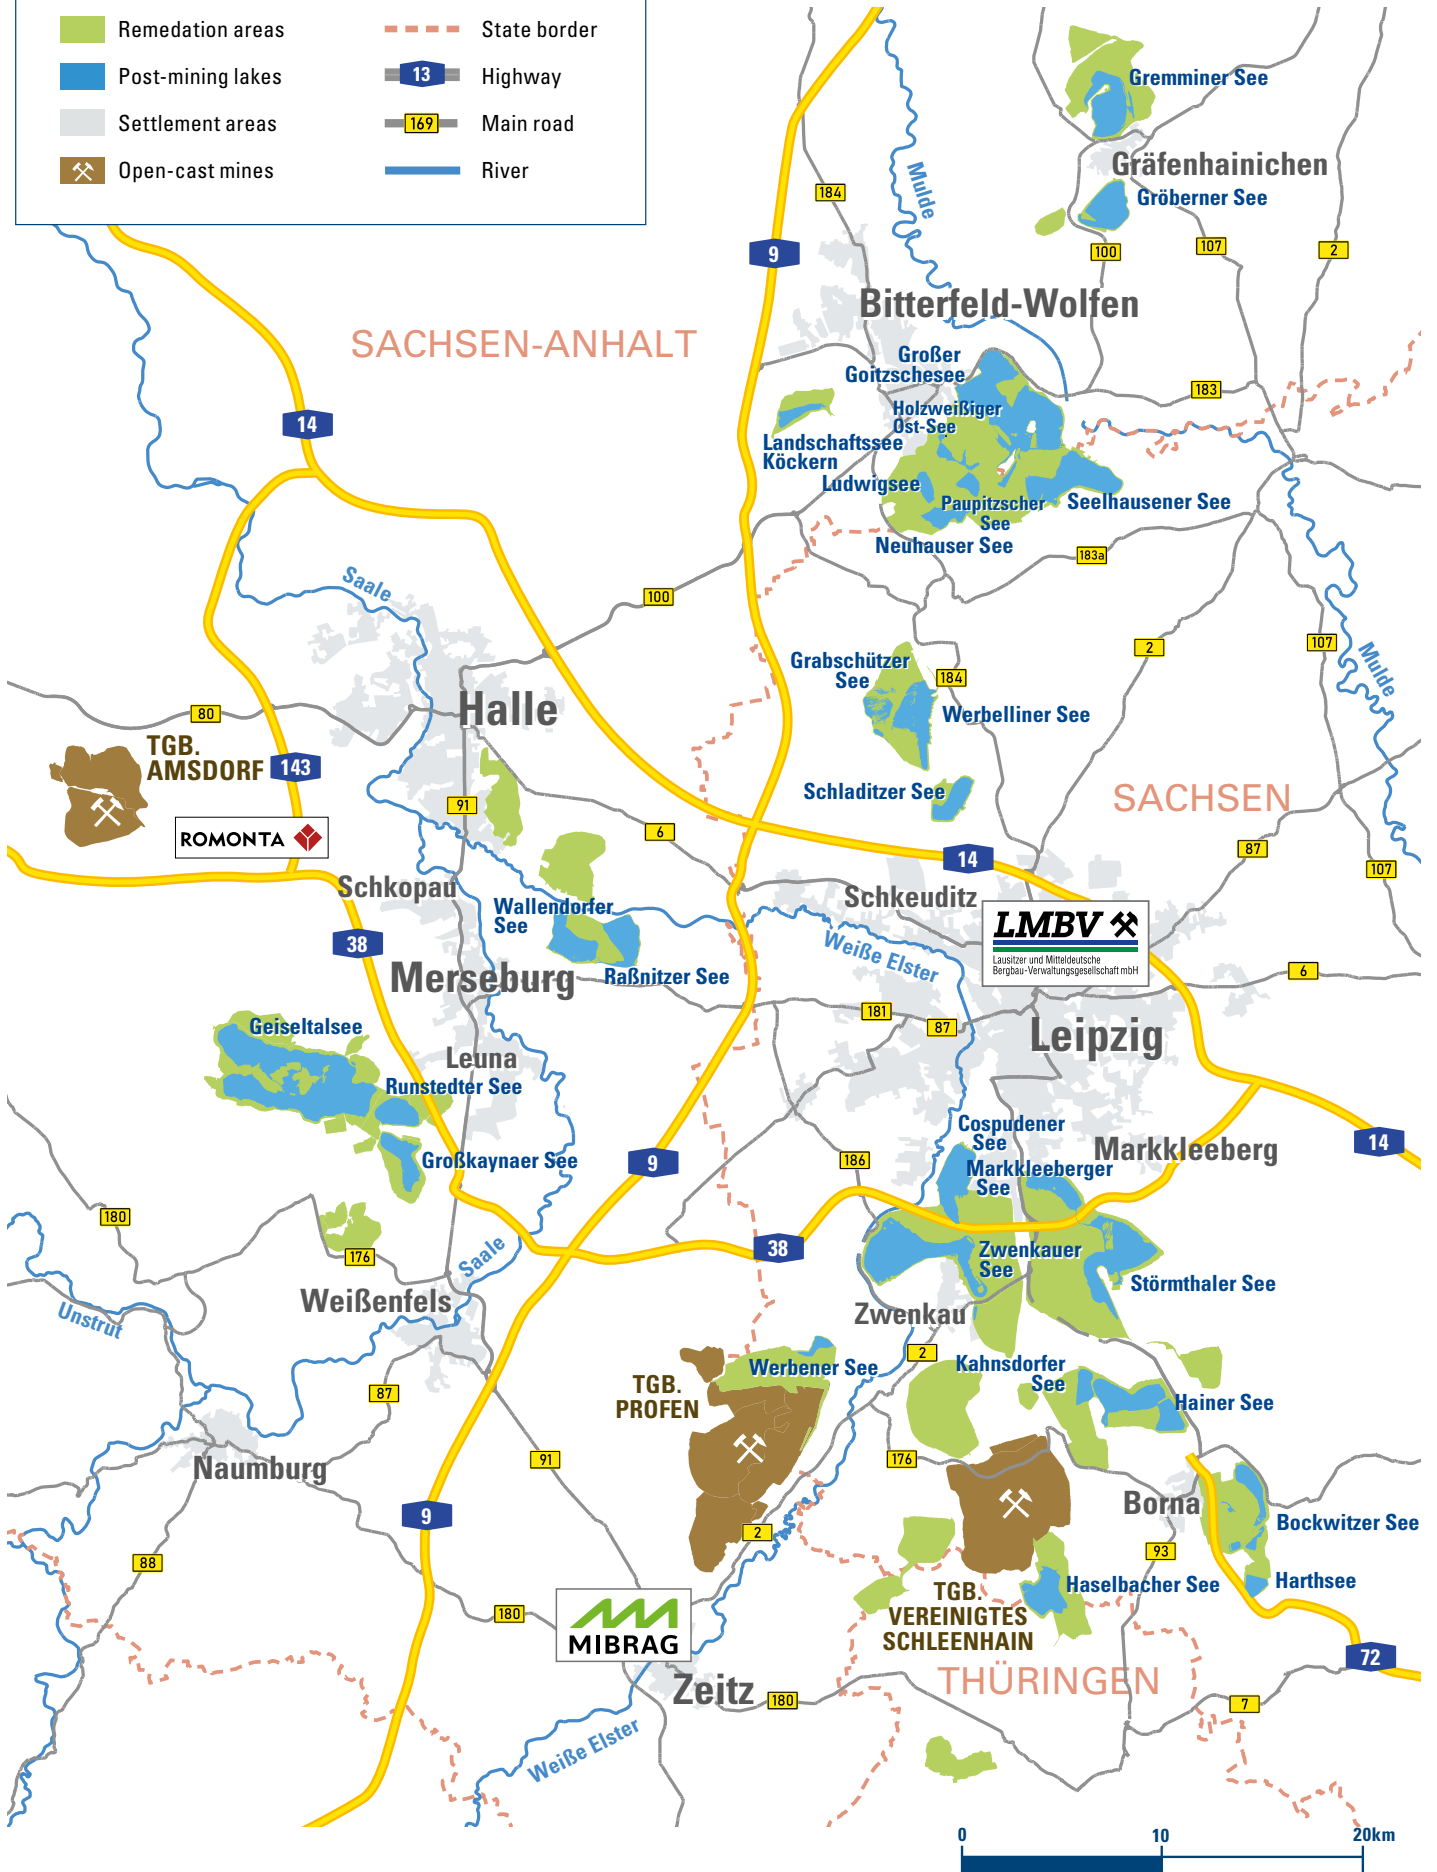 Remedation areas
Post-mining lakes
Settlement areas
Open-cast mines
State border
13
Highway
169
Main road
River
Gremminer See
Gräfenhainichen
Gröberner See
Mulde
184
9
100
107
2
Bitterfeld-Wolfen
SACHSEN-ANHALT
Großer
Goitzschesee
183
Holzweißiger
Ost-See
14
Landschaftssee
Köckern
Ludwigsee
Paupitzscher
See
Seelhausener See
Neuhauser See
183a
Saale
100
107
2
Mulde
Grabschützer
See
184
Werbelliner See
Halle
80
TGB.
AMSDORF
143
Schladitzer See
SACHSEN
91
6
ROMONTA
87
14
107
Schkopau
Schkeuditz
Wallendorfer
See
LMBV
Lausitzer und Mitteldeutsche
Bergbau-Verwaltungsgesellschaft mbH
38
Weiße Elster
Merseburg
Raßnitzer See
6
181
87
Geiseltalsee
Leipzig
Leuna
Runstedter See
Cospudener
See
Markkleeberg
14
Großkaynaer See
9
186
Markkleeberger
See
180
176
38
Saale
Zwenkauer
See
Störmthaler See
Weißenfels
Zwenkau
Unstrut
2
Werbener See
Kahnsdorfer
See
TGB.
PROFEN
87
Hainer See
Naumburg
91
176
9
Borna
2
Bockwitzer See
88
93
Harthsee
Haselbacher See
TGB.
VEREINIGTES
SCHLEENHAIN
180
MIBRAG
72
THÜRINGEN
Zeitz
180
7
Weiße Elster
0
10
20km